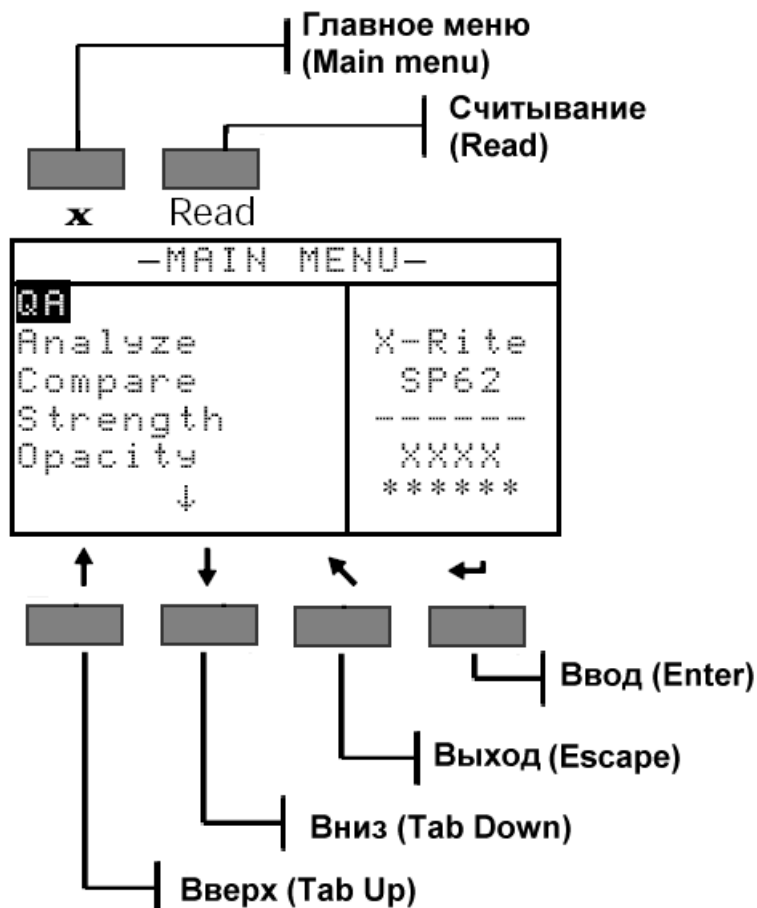 Главное меню
(Main menu)
Считывание
(Read)
x Read
—MAIN MENU—
QA
Analyze
Compare
Strength
Opacity
↓
X-Rite
SP62
------
XXXX
******
↑ ↓ ↖ ↵
Ввод (Enter)
Выход (Escape)
Вниз (Tab Down)
Вверх (Tab Up)